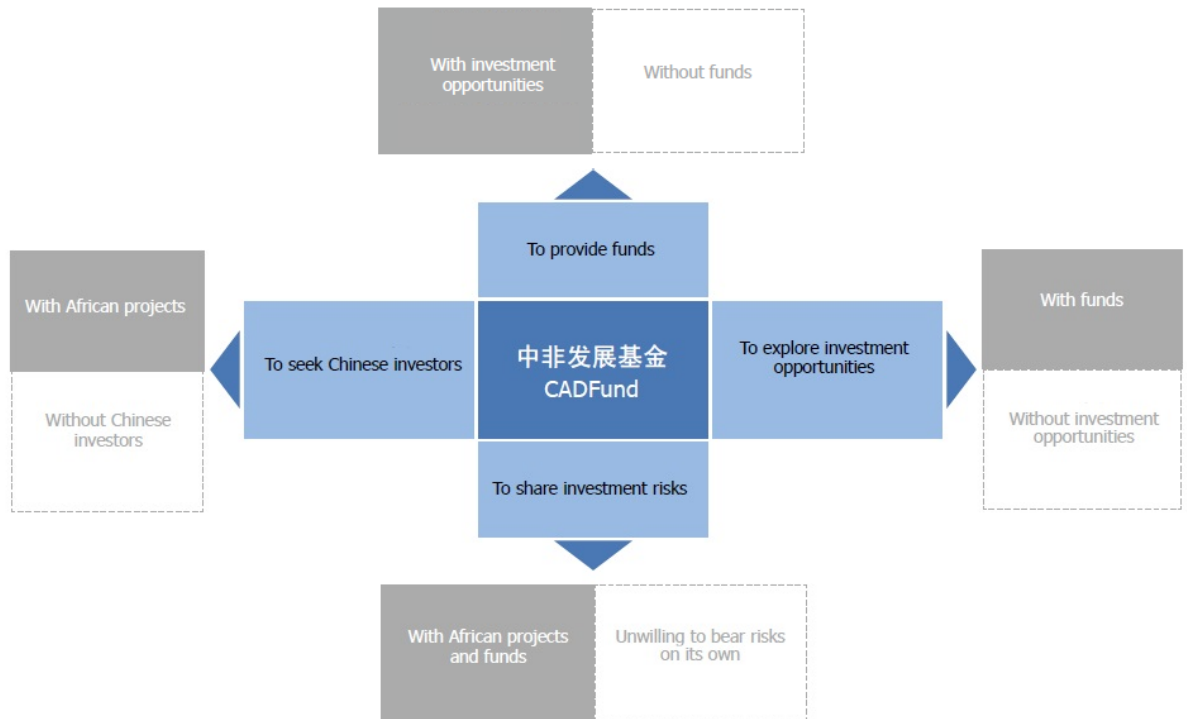 With investment
opportunities
Without funds
To provide funds
With African projects
Without Chinese
investors
To seek Chinese investors
中非发展基金
CADFund
To explore investment
opportunities
With funds
Without investment
opportunities
To share investment risks
With African projects
and funds
Unwilling to bear risks
on its own